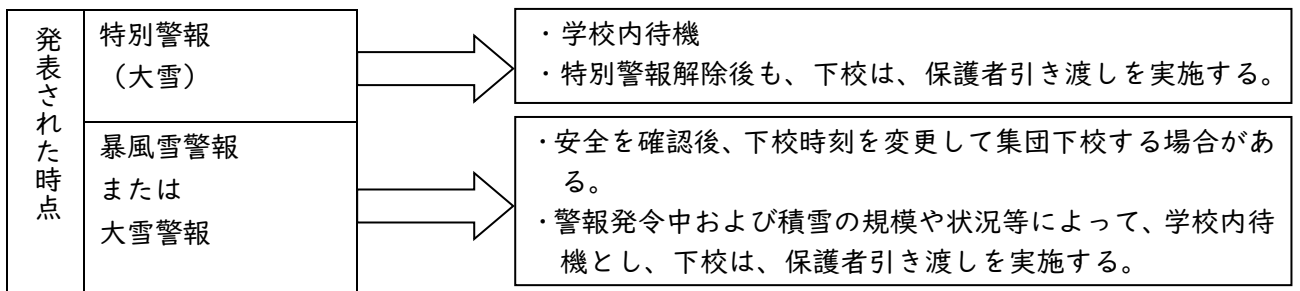 発表された時点
特別警報
（大雪）
・学校内待機
・特別警報解除後も、下校は、保護者引き渡しを実施する。
暴風雪警報
または
大雪警報
・安全を確認後、下校時刻を変更して集団下校する場合があ
る。
・警報発令中および積雪の規模や状況等によって、学校内待
機とし、下校は、保護者引き渡しを実施する。